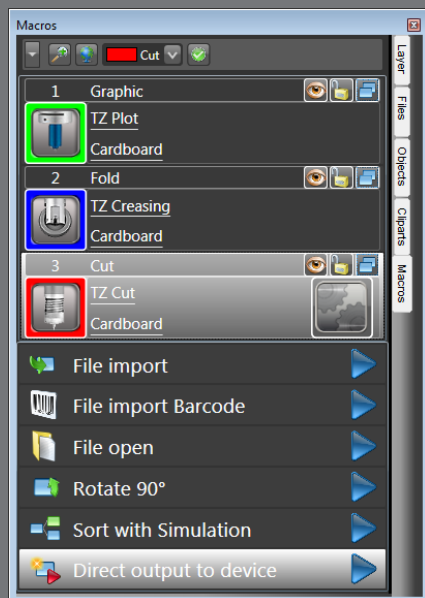 Macros
Cut
1 Graphic
TZ Plot
Cardboard
2 Fold
TZ Creasing
Cardboard
3 Cut
TZ Cut
Cardboard
File import
File import Barcode
File open
Rotate 90°
Sort with Simulation
Direct output to device
Layer
Files
Objects
Cliparts
Macros